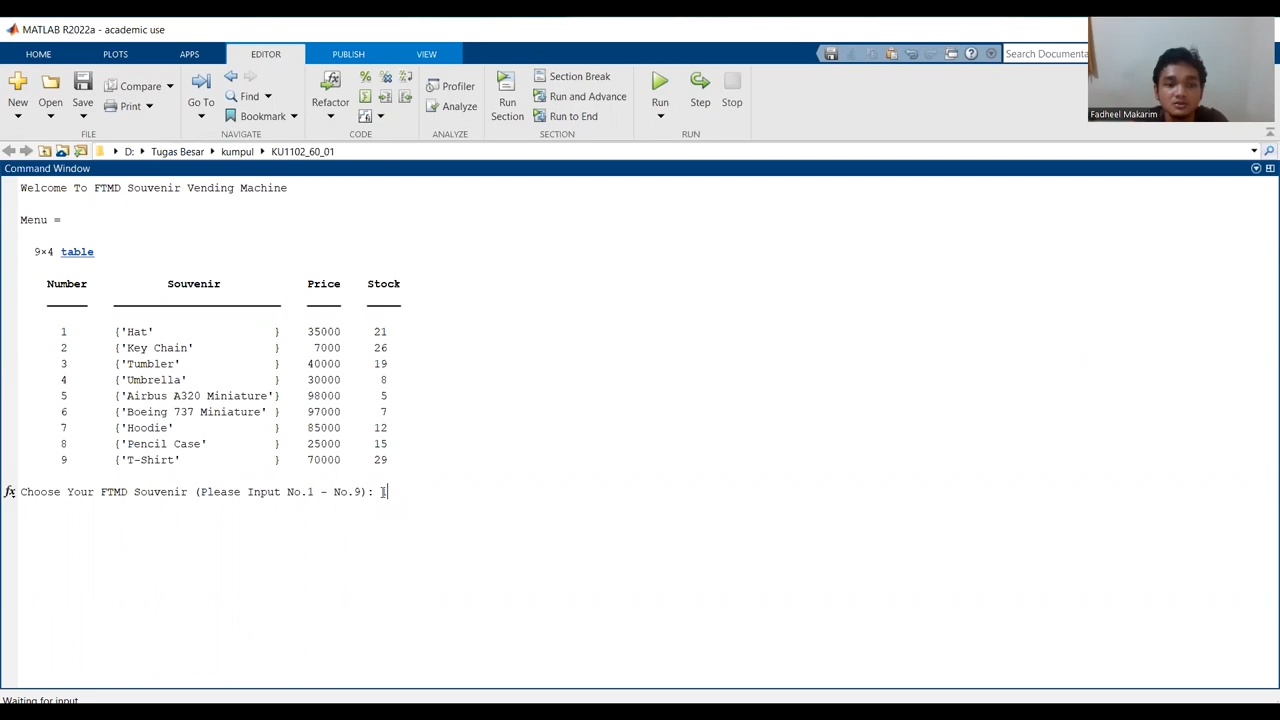 MATLAB R2022a - academic use
HOME PLOTS APPS EDITOR PUBLISH VIEW Search Documenta
New Open Save Compare Print Go To Find Bookmark Refactor Profiler Analyze Run Section Section Break Run and Advance Run to End Run Step Stop
FILE NAVIGATE CODE ANALYZE SECTION RUN
Fadheel Makarim
D: Tugas Besar kumpul KU1102_60_01
Command Window
Welcome To FTMD Souvenir Vending Machine
Menu =
9×4 table
Number Souvenir Price Stock
1 {'Hat' } 35000 21
2 {'Key Chain' } 7000 26
3 {'Tumbler' } 40000 19
4 {'Umbrella' } 30000 8
5 {'Airbus A320 Miniature'} 98000 5
6 {'Boeing 737 Miniature' } 97000 7
7 {'Hoodie' } 85000 12
8 {'Pencil Case' } 25000 15
9 {'T-Shirt' } 70000 29
fx Choose Your FTMD Souvenir (Please Input No.1 - No.9):
Waiting for input